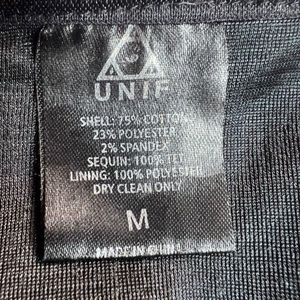 UNIF
SHELL: 75% COTTON
23% POLYESTER
2% SPANDEX
SEQUIN: 100% PET
LINING: 100% POLYESTER
DRY CLEAN ONLY
M
MADE IN CHINA